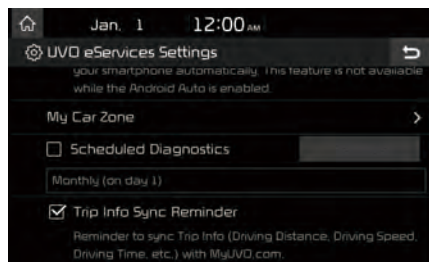 Jan. 1 12:00 AM
UVO eServices Settings
your smartphone automatically. This feature is not available
while the Android Auto is enabled.
My Car Zone
Scheduled Diagnostics
Monthly (on day 1)
Trip Info Sync Reminder
Reminder to sync Trip Info (Driving Distance, Driving Speed,
Driving Time, etc.) with MyUVO.com.